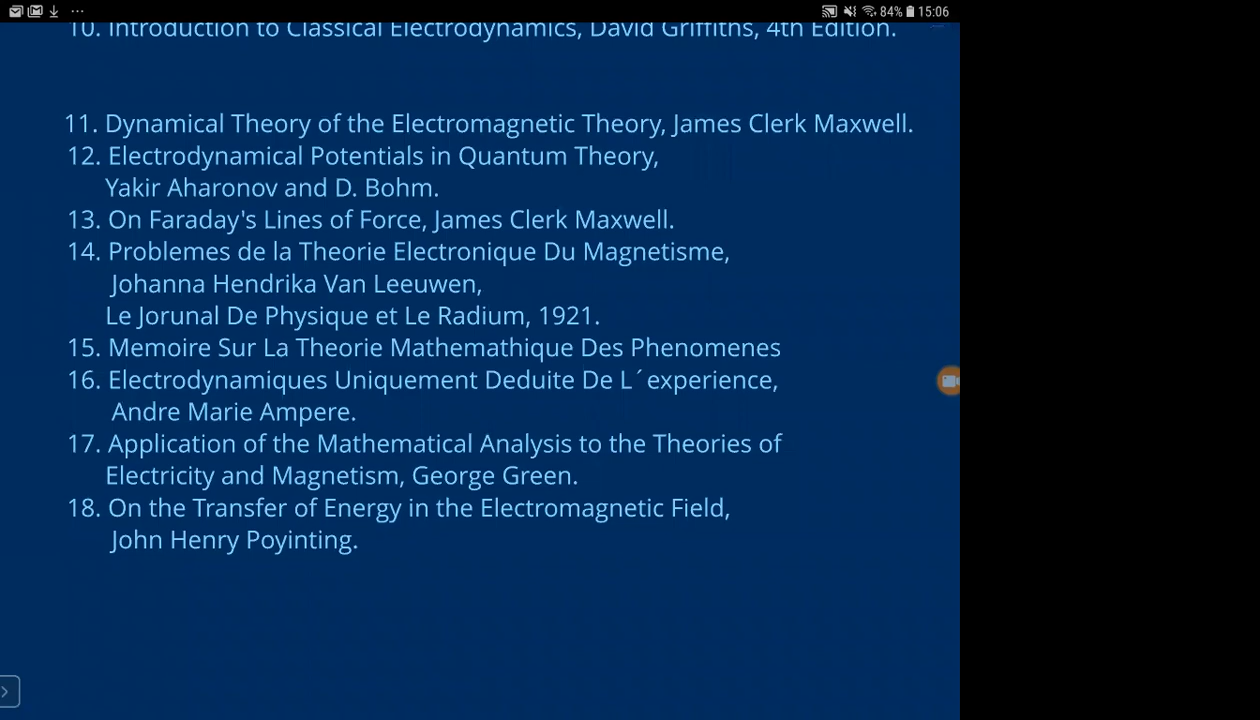 84% 15:06
10. Introduction to Classical Electrodynamics, David Griffiths, 4th Edition.
11. Dynamical Theory of the Electromagnetic Theory, James Clerk Maxwell.
12. Electrodynamical Potentials in Quantum Theory,
Yakir Aharonov and D. Bohm.
13. On Faraday's Lines of Force, James Clerk Maxwell.
14. Problemes de la Theorie Electronique Du Magnetisme,
Johanna Hendrika Van Leeuwen,
Le Jorunal De Physique et Le Radium, 1921.
15. Memoire Sur La Theorie Mathemathique Des Phenomenes
16. Electrodynamiques Uniquement Deduite De L´experience,
Andre Marie Ampere.
17. Application of the Mathematical Analysis to the Theories of
Electricity and Magnetism, George Green.
18. On the Transfer of Energy in the Electromagnetic Field,
John Henry Poyinting.